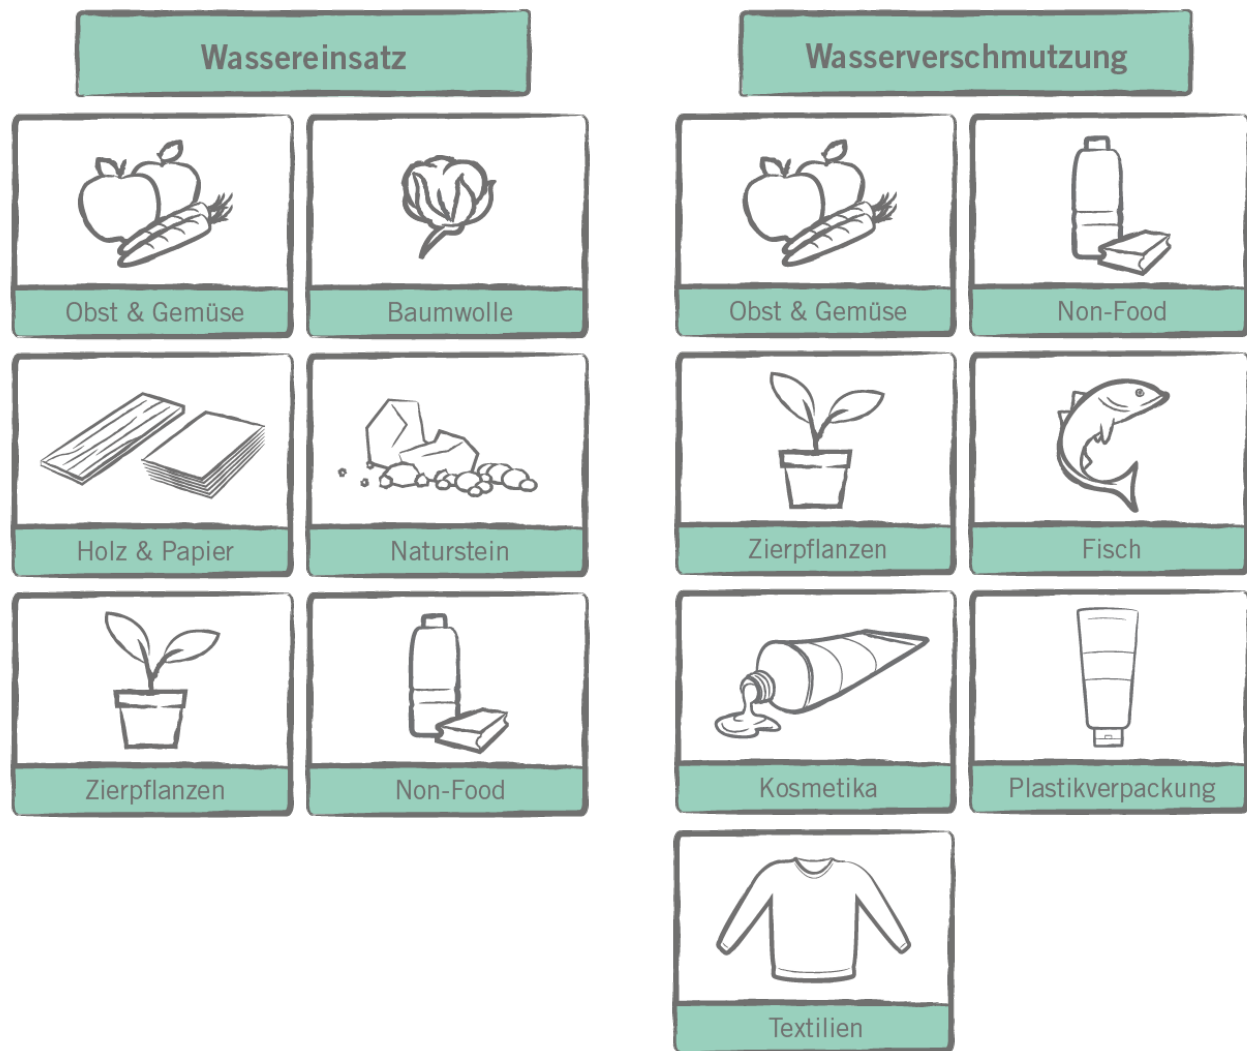 Wassereinsatz
Obst & Gemüse
Baumwolle
Holz & Papier
Naturstein
Zierpflanzen
Non-Food
Wasserverschmutzung
Obst & Gemüse
Non-Food
Zierpflanzen
Fisch
Kosmetika
Plastikverpackung
Textilien